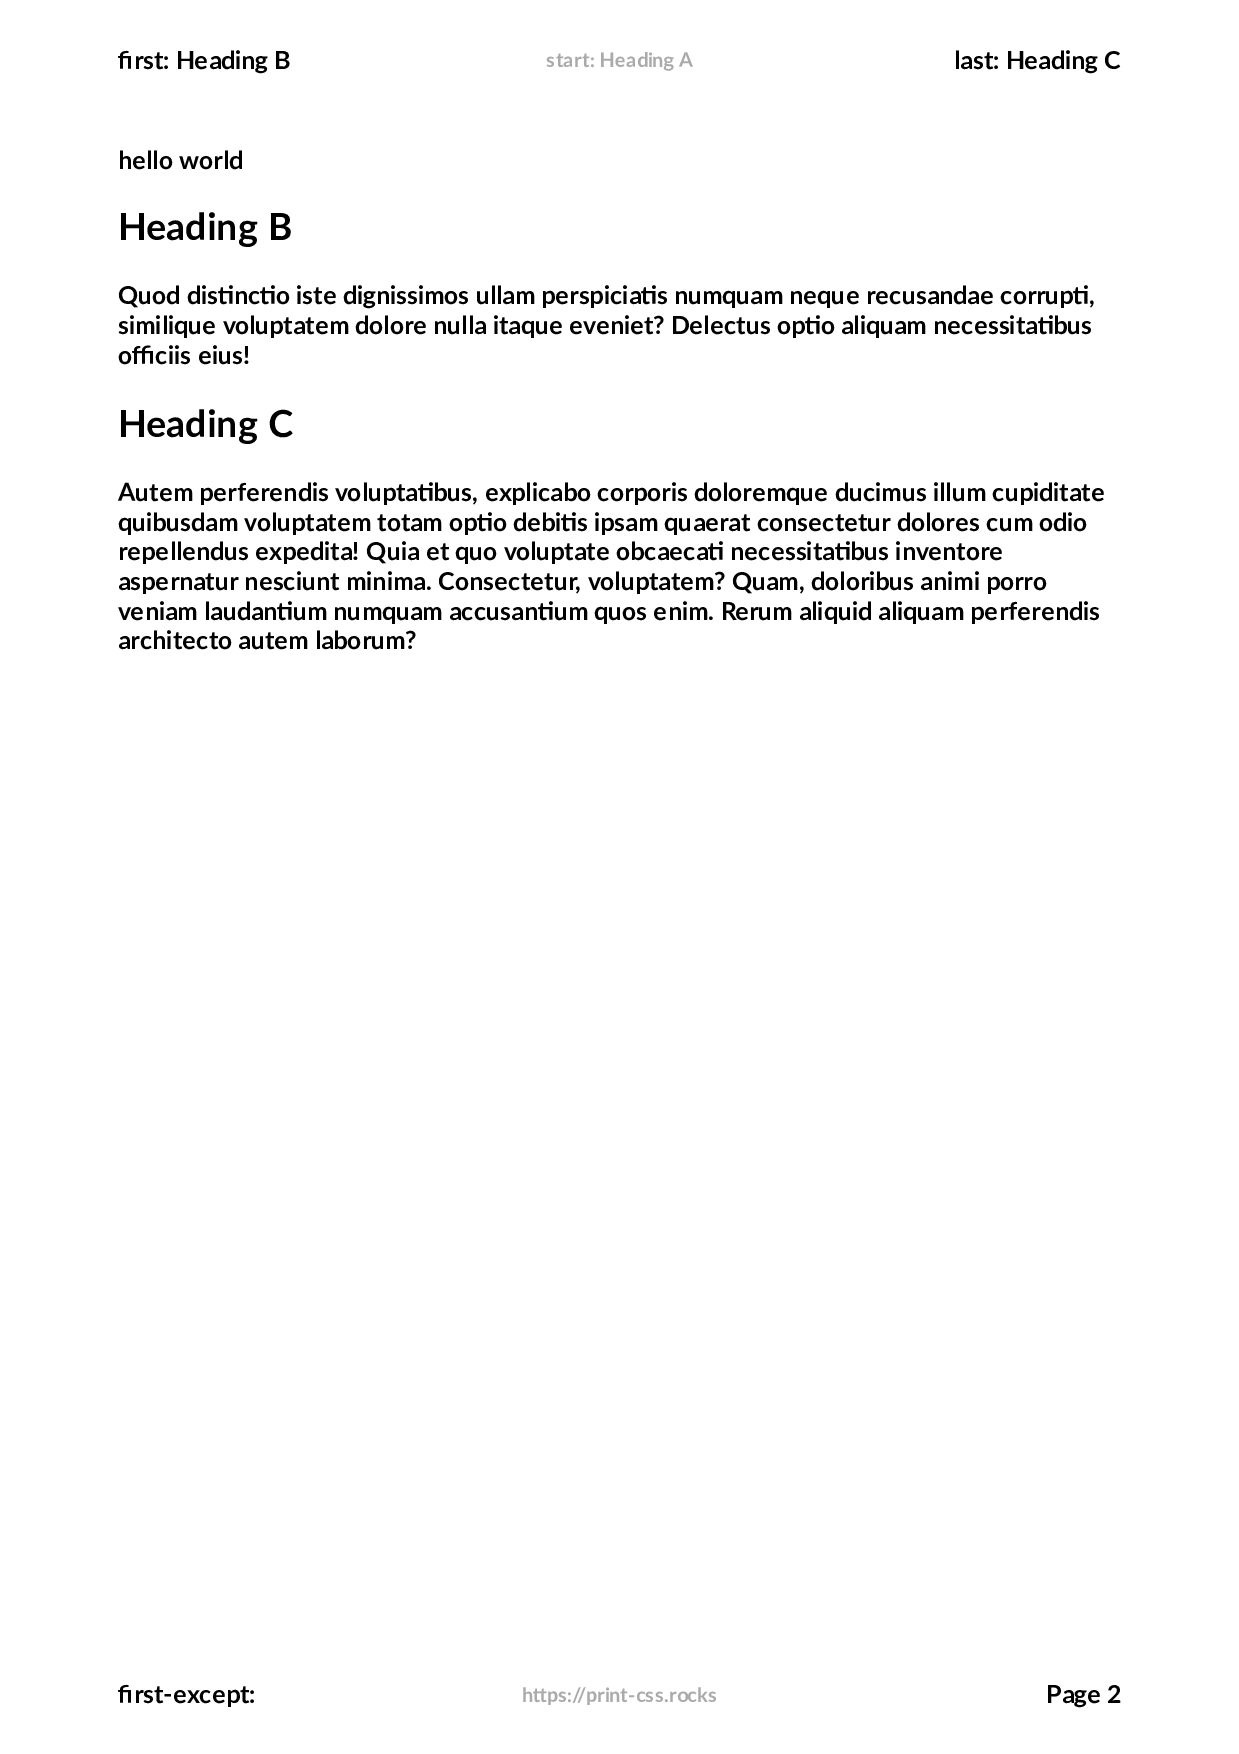 first: Heading B
start: Heading A
last: Heading C
hello world
Heading B
Quod distinctio iste dignissimos ullam perspiciatis numquam neque recusandae corrupti,
similique voluptatem dolore nulla itaque eveniet? Delectus optio aliquam necessitatibus
officiis eius!
Heading C
Autem perferendis voluptatibus, explicabo corporis doloremque ducimus illum cupiditate
quibusdam voluptatem totam optio debitis ipsam quaerat consectetur dolores cum odio
repellendus expedita! Quia et quo voluptate obcaecati necessitatibus inventore
aspernatur nesciunt minima. Consectetur, voluptatem? Quam, doloribus animi porro
veniam laudantium numquam accusantium quos enim. Rerum aliquid aliquam perferendis
architecto autem laborum?
first-except:
https://print-css.rocks
Page 2